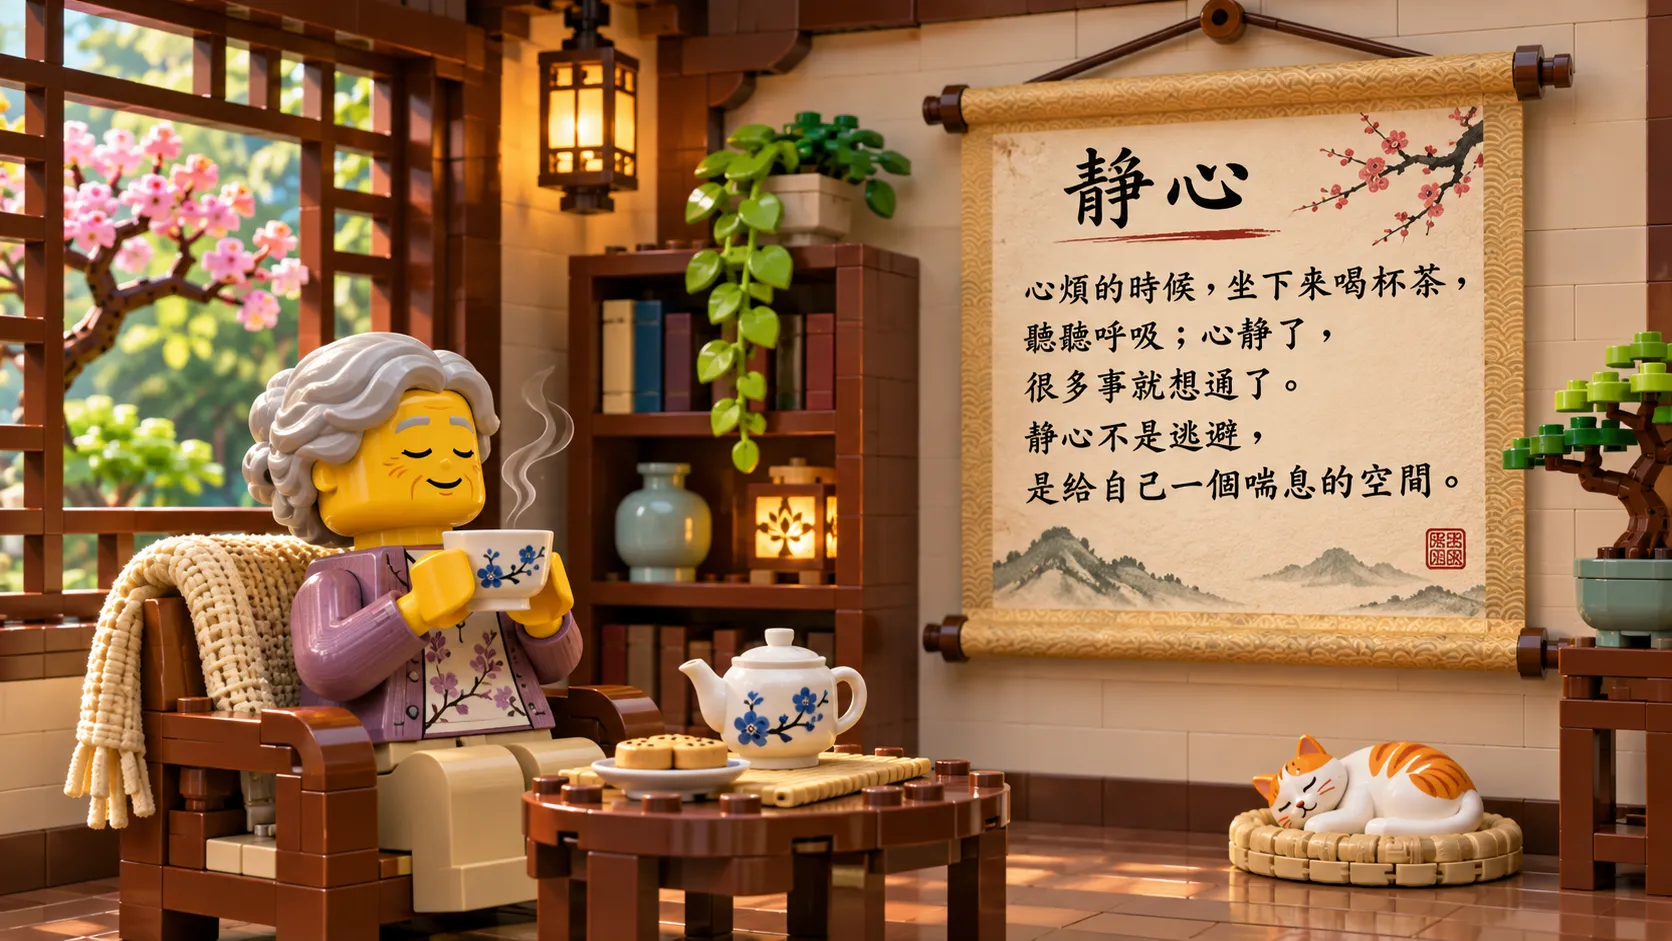 静心
心煩的時候，坐下來喝杯茶，
聽聽呼吸；心静了，
很多事就想通了。
静心不是逃避，
是給自己一個喘息的空間。